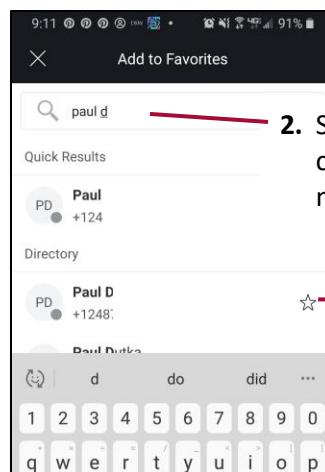 9:11 91%
Add to Favorites
paul d
2. S
Quick Results
PD Paul
+124
Directory
PD Paul D
+1248
Paul Dutka
d do did ...
1 2 3 4 5 6 7 8 9 0
q w e r t y u i o p